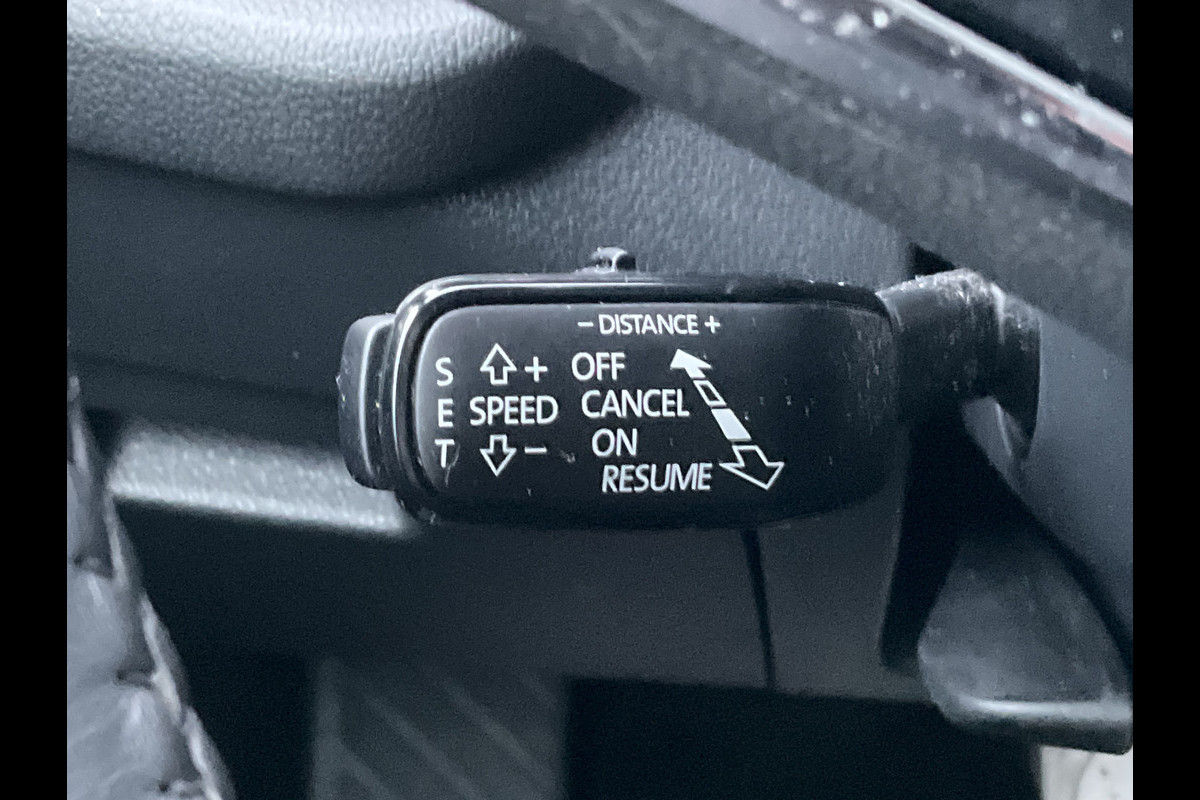 − DISTANCE +
S + OFF
E SPEED CANCEL
T − ON
RESUME